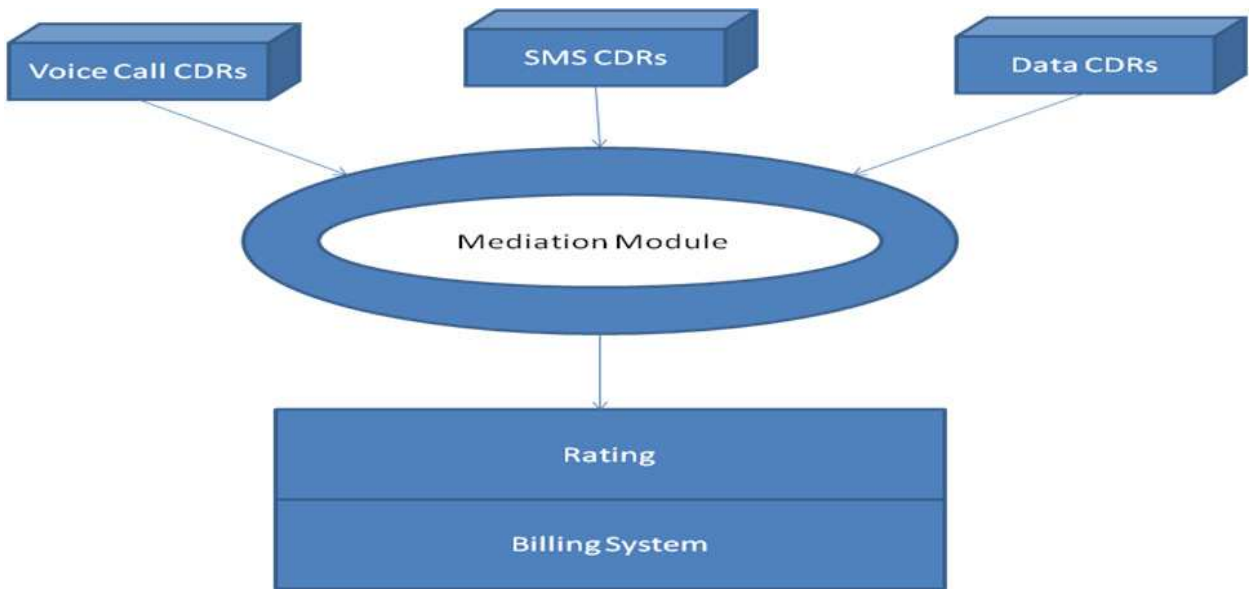 Voice Call CDRs
SMS CDRs
Data CDRs
Mediation Module
Rating
Billing System